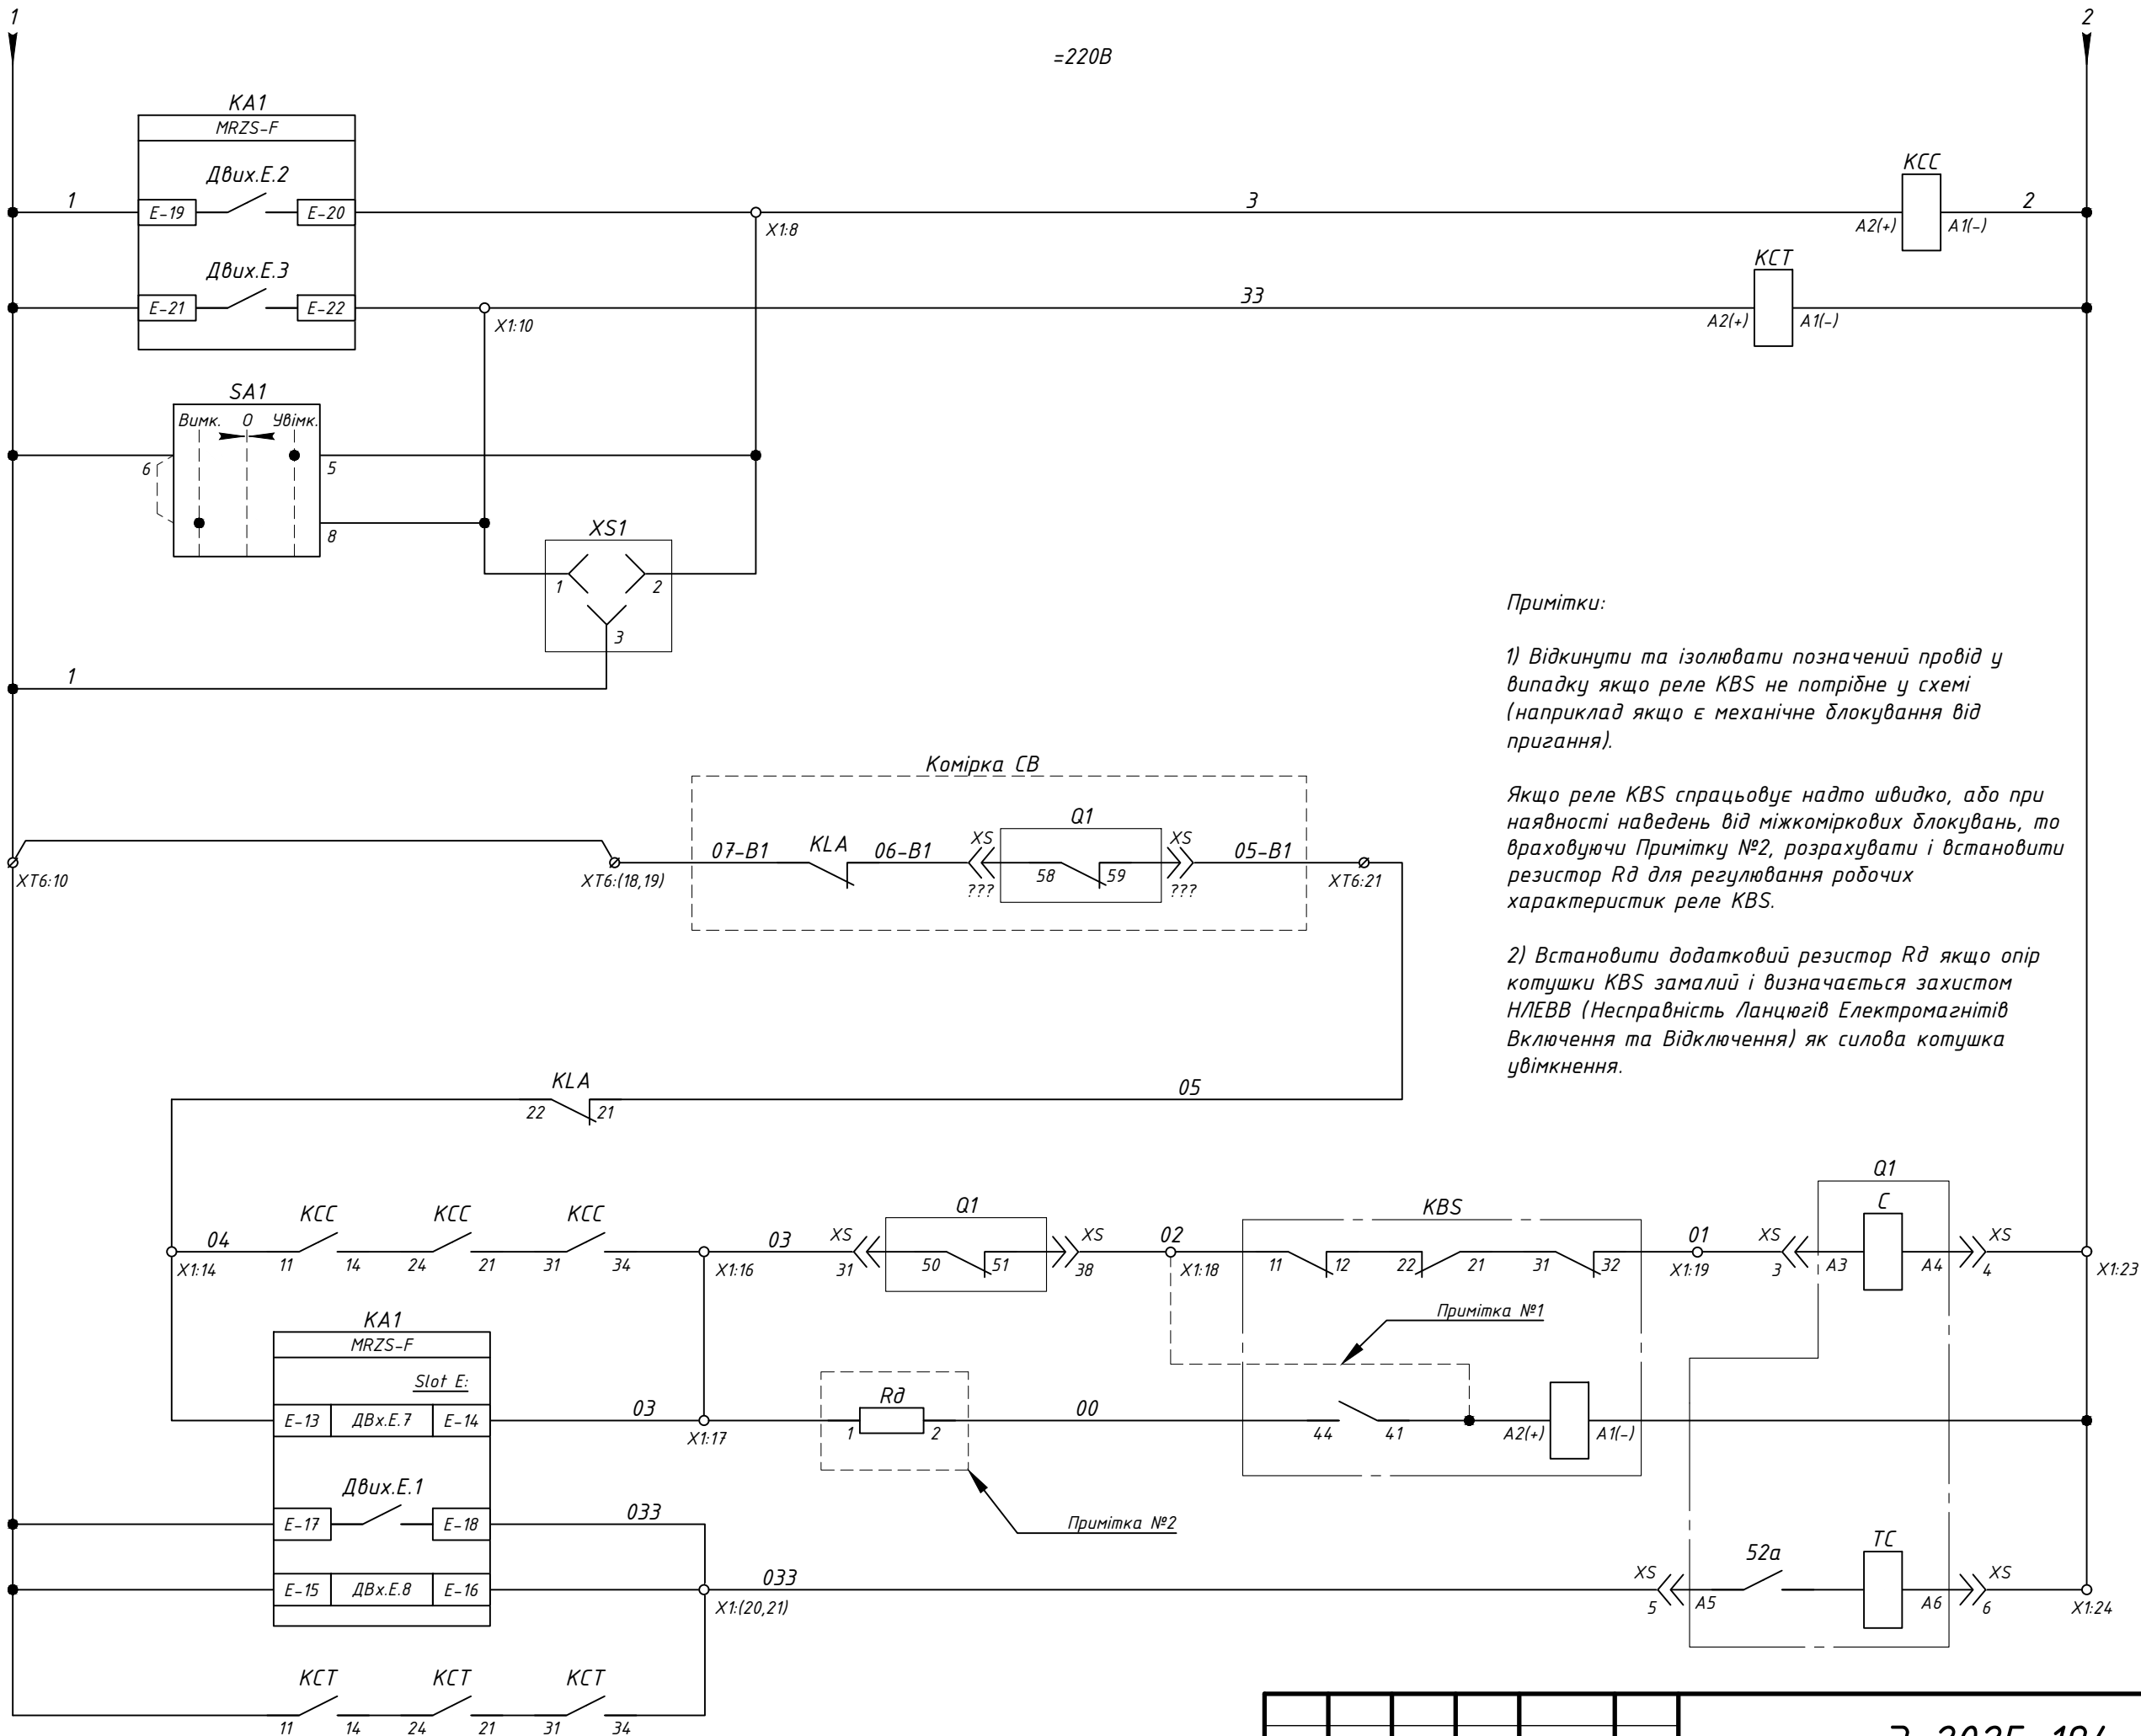 1
2
=220В
KA1
MRZS-F
Двих.Е.2
1
E-19
E-20
X1:8
3
КСС
A2(+)
A1(-)
2
Двих.Е.3
E-21
E-22
X1:10
33
КСТ
A2(+)
A1(-)
SA1
Вимк.
0
Увімк.
6
5
8
XS1
1
2
3
1
Примітки:
1) Відкинути та ізолювати позначений провід у
випадку якщо реле KBS не потрібне у схемі
(наприклад якщо є механічне блокування від
пригання).
Якщо реле KBS спрацьовує надто швидко, або при
наявності наведень від міжкоміркових блокувань, то
враховуючи Примітку №2, розрахувати і встановити
резистор Rд для регулювання робочих
характеристик реле KBS.
2) Встановити додатковий резистор Rд якщо опір
котушки KBS замалий і визначається захистом
НЛЕВВ (Несправність Ланцюгів Електромагнітів
Включення та Відключення) як силова котушка
увімкнення.
Комірка СВ
XT6:10
XT6:(18,19)
07-В1
KLA
06-В1
XS
???
Q1
58
59
XS
???
05-В1
XT6:21
KLA
22
21
05
04
X1:14
КСС
11
14
КСС
24
21
КСС
31
34
X1:16
03
XS
31
Q1
50
51
XS
38
02
X1:18
KBS
11
12
22
21
31
32
01
X1:19
XS
3
Q1
A3
C
A4
XS
4
X1:23
Примітка №1
KA1
MRZS-F
Slot E:
E-13
ДВх.Е.7
E-14
03
X1:17
Rд
1
2
00
44
41
A2(+)
A1(-)
Примітка №2
Двих.Е.1
E-17
E-18
033
E-15
ДВх.Е.8
E-16
X1:(20,21)
033
XS
5
A5
52a
TC
A6
XS
6
X1:24
КСТ
11
14
КСТ
24
21
КСТ
31
34